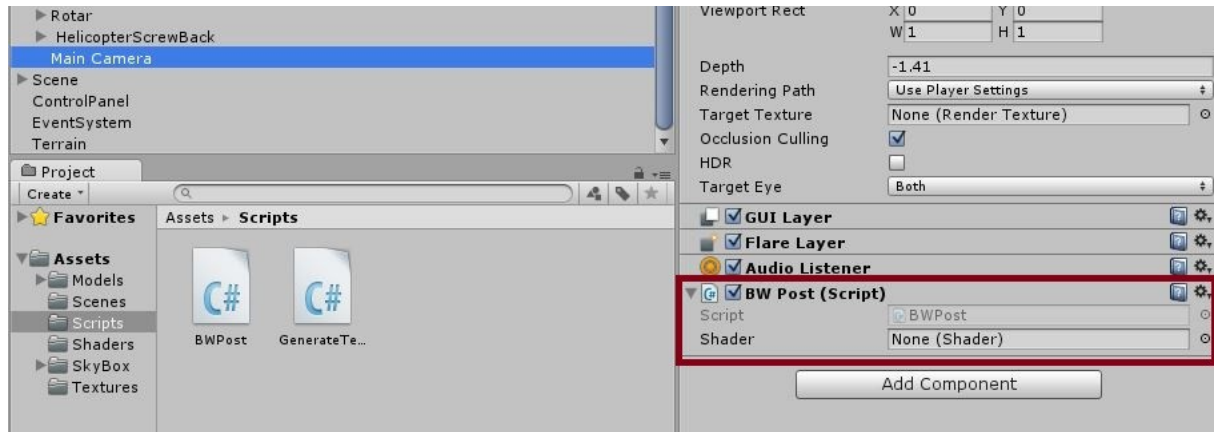 Rotar
HelicopterScrewBack
Main Camera
Scene
ControlPanel
EventSystem
Terrain
Project
Create
Favorites
Assets
Models
Scenes
Scripts
Shaders
SkyBox
Textures
Assets ▸ Scripts
C#
C#
BWPost
GenerateTe...
Viewport Rect X 0 Y 0
W 1 H 1
Depth -1.41
Rendering Path Use Player Settings
Target Texture None (Render Texture)
Occlusion Culling
HDR
Target Eye Both
GUI Layer
Flare Layer
Audio Listener
BW Post (Script)
Script BWPost
Shader None (Shader)
Add Component